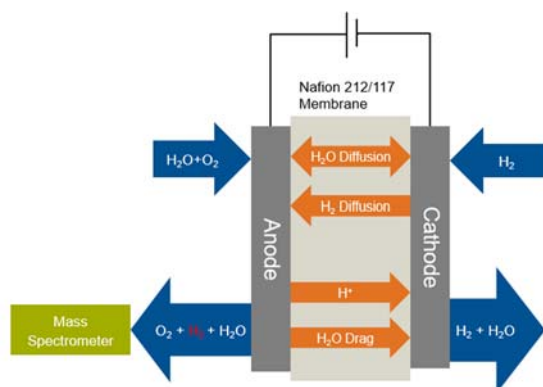 Nafion 212/117
Membrane
H₂O+O₂
H₂O Diffusion
H₂
H₂ Diffusion
Anode
Cathode
H⁺
Mass
Spectrometer
O₂ + H₂ + H₂O
H₂O Drag
H₂ + H₂O